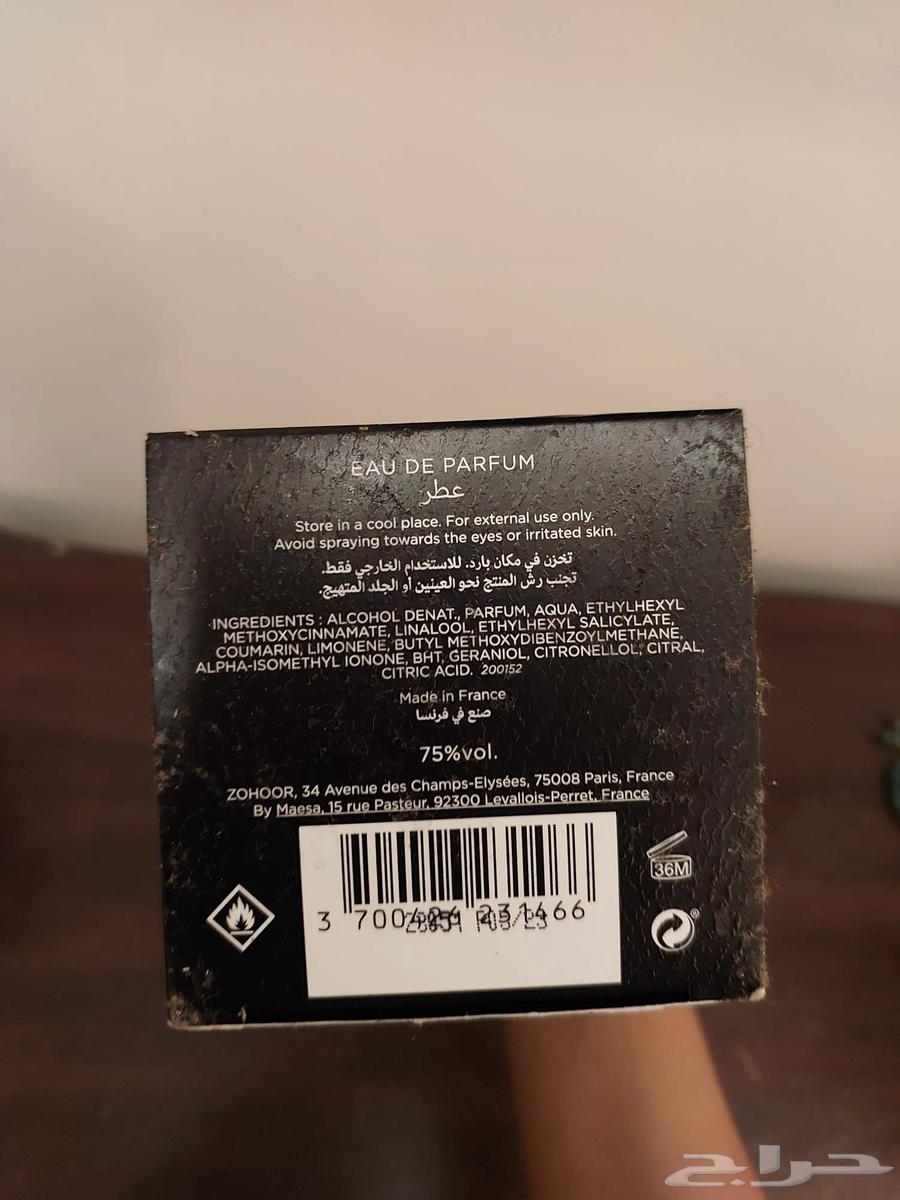 EAU DE PARFUM
عطر
Store in a cool place. For external use only.
Avoid spraying towards the eyes or irritated skin.
تخزن في مكان بارد. للاستخدام الخارجي فقط.
تجنب رش المنتج نحو العينين أو الجلد المتهيج.
INGREDIENTS : ALCOHOL DENAT., PARFUM, AQUA, ETHYLHEXYL
METHOXYCINNAMATE, LINALOOL, ETHYLHEXYL SALICYLATE,
COUMARIN, LIMONENE, BUTYL METHOXYDIBENZOYLMETHANE,
ALPHA-ISOMETHYL IONONE, BHT, GERANIOL, CITRONELLOL, CITRAL,
CITRIC ACID. 200152
Made in France
صنع في فرنسا
75%vol.
ZOHOOR, 34 Avenue des Champs-Elysées, 75008 Paris, France
By Maesa, 15 rue Pasteur, 92300 Levallois-Perret, France
36M
3 700424 231466
حراج